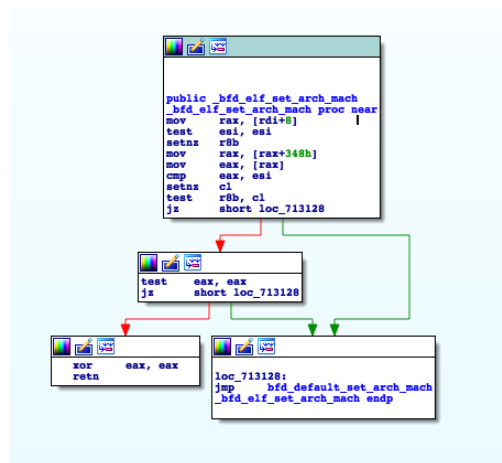 public _bfd_elf_set_arch_mach
_bfd_elf_set_arch_mach proc near
mov rax, [rdi+8]
test esi, esi
setnz r8b
mov rax, [rax+348h]
mov eax, [rax]
cmp eax, esi
setnz cl
test r8b, cl
jz short loc_713128
test eax, eax
jz short loc_713128
xor eax, eax
retn
loc_713128:
jmp bfd_default_set_arch_mach
_bfd_elf_set_arch_mach endp